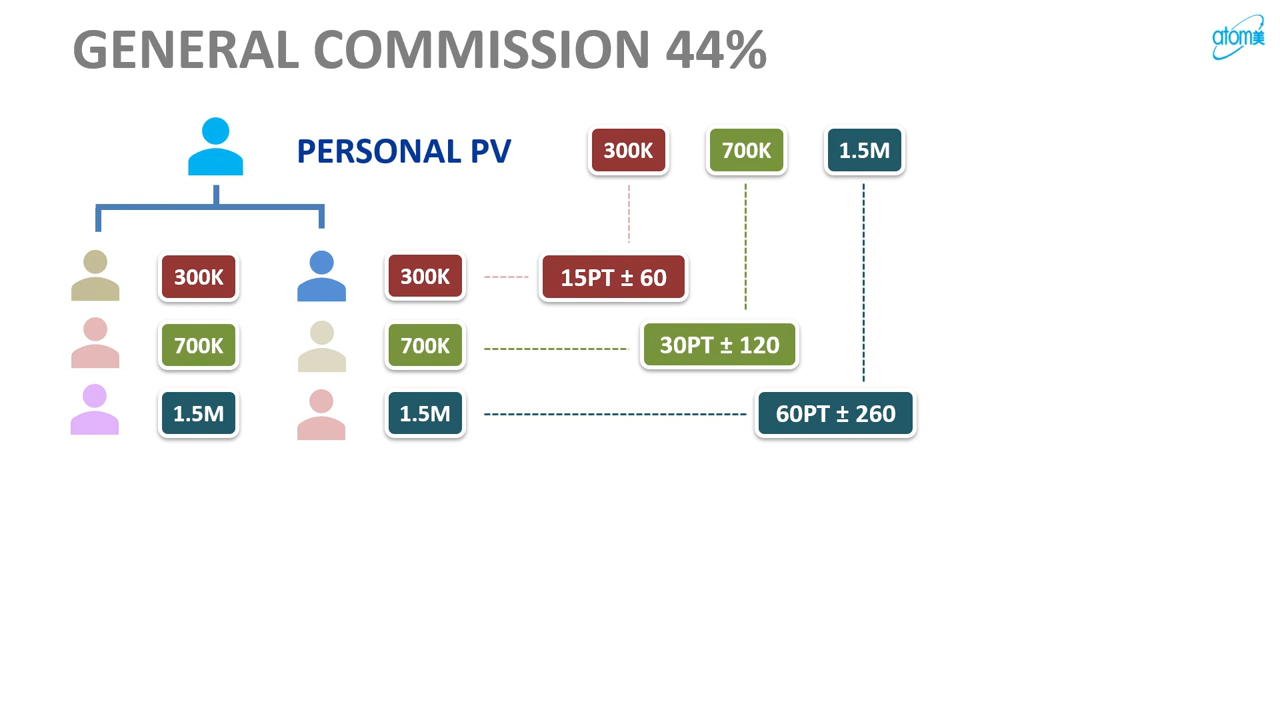 GENERAL COMMISSION 44%
atom美
PERSONAL PV
300K
700K
1.5M
300K
300K
15PT ± 60
700K
700K
30PT ± 120
1.5M
1.5M
60PT ± 260